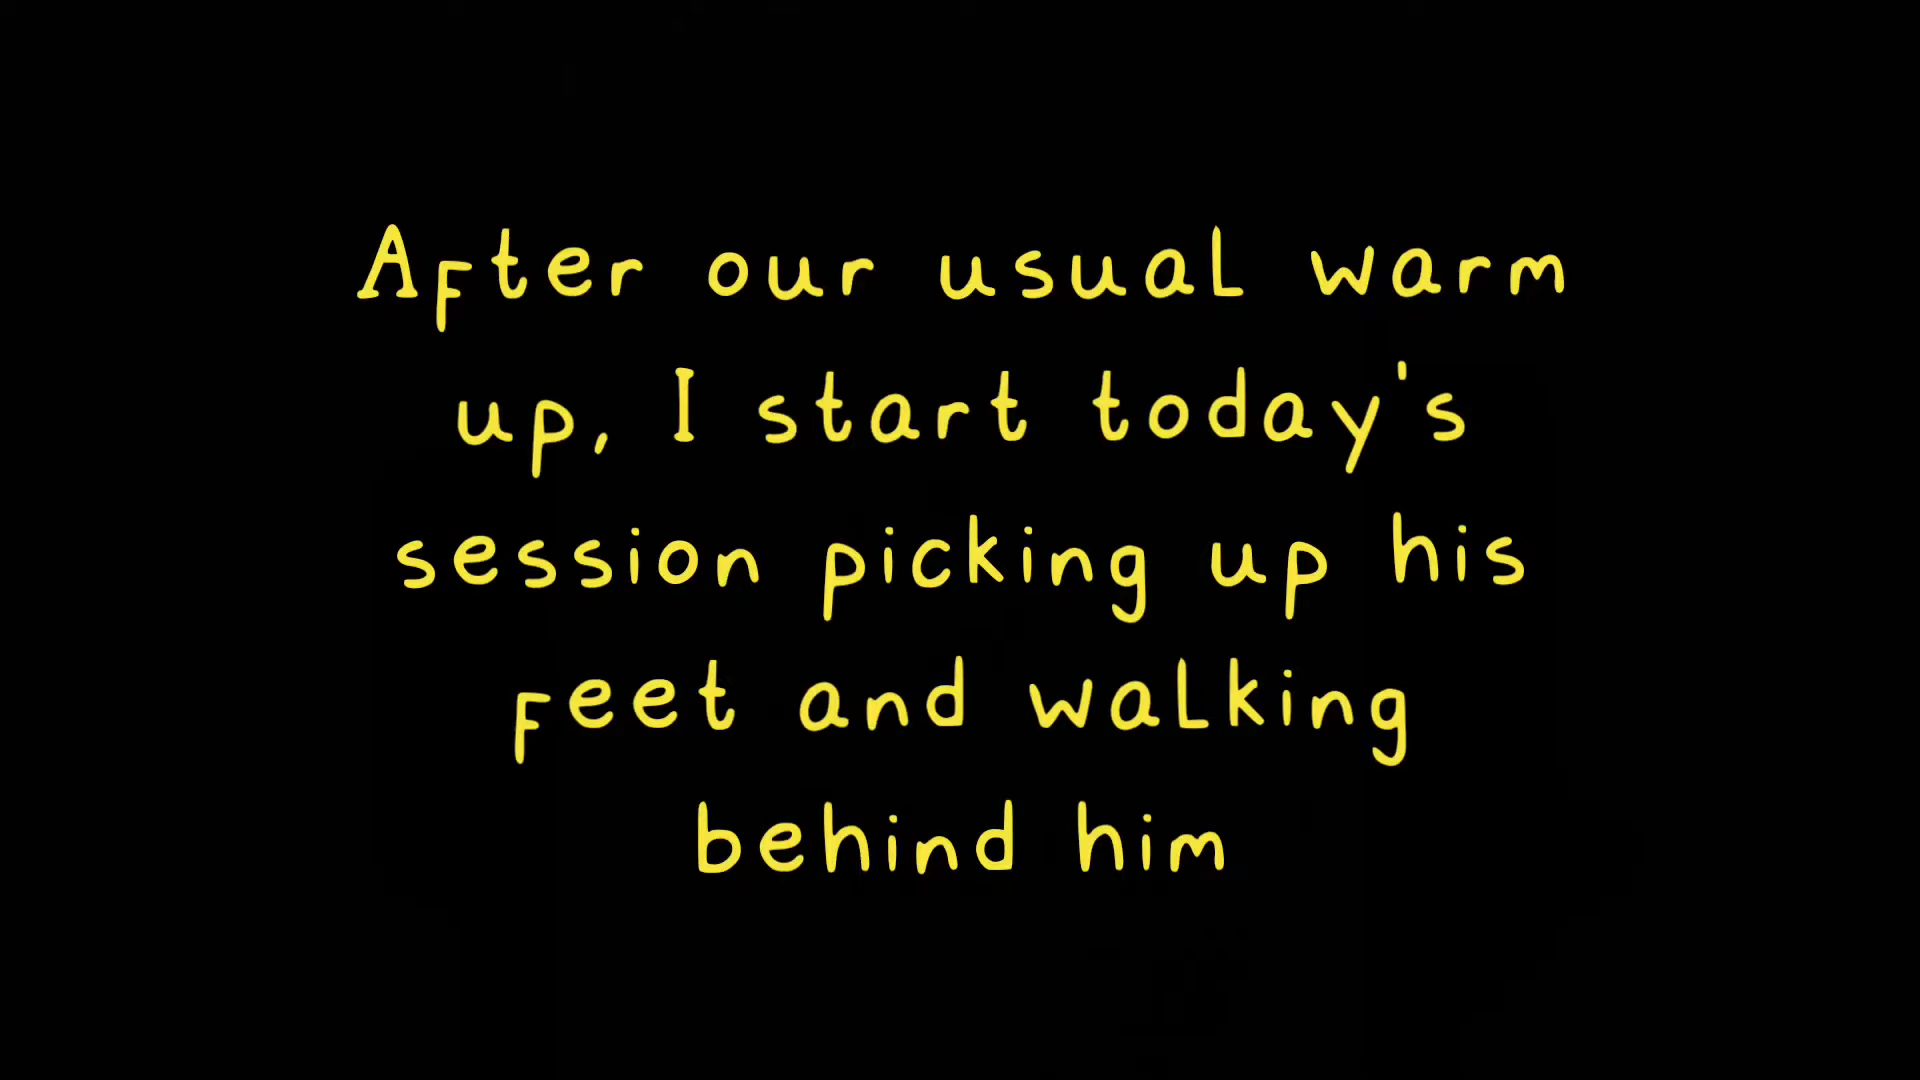 After our usual warm
up, I start today's
session picking up his
feet and walking
behind him